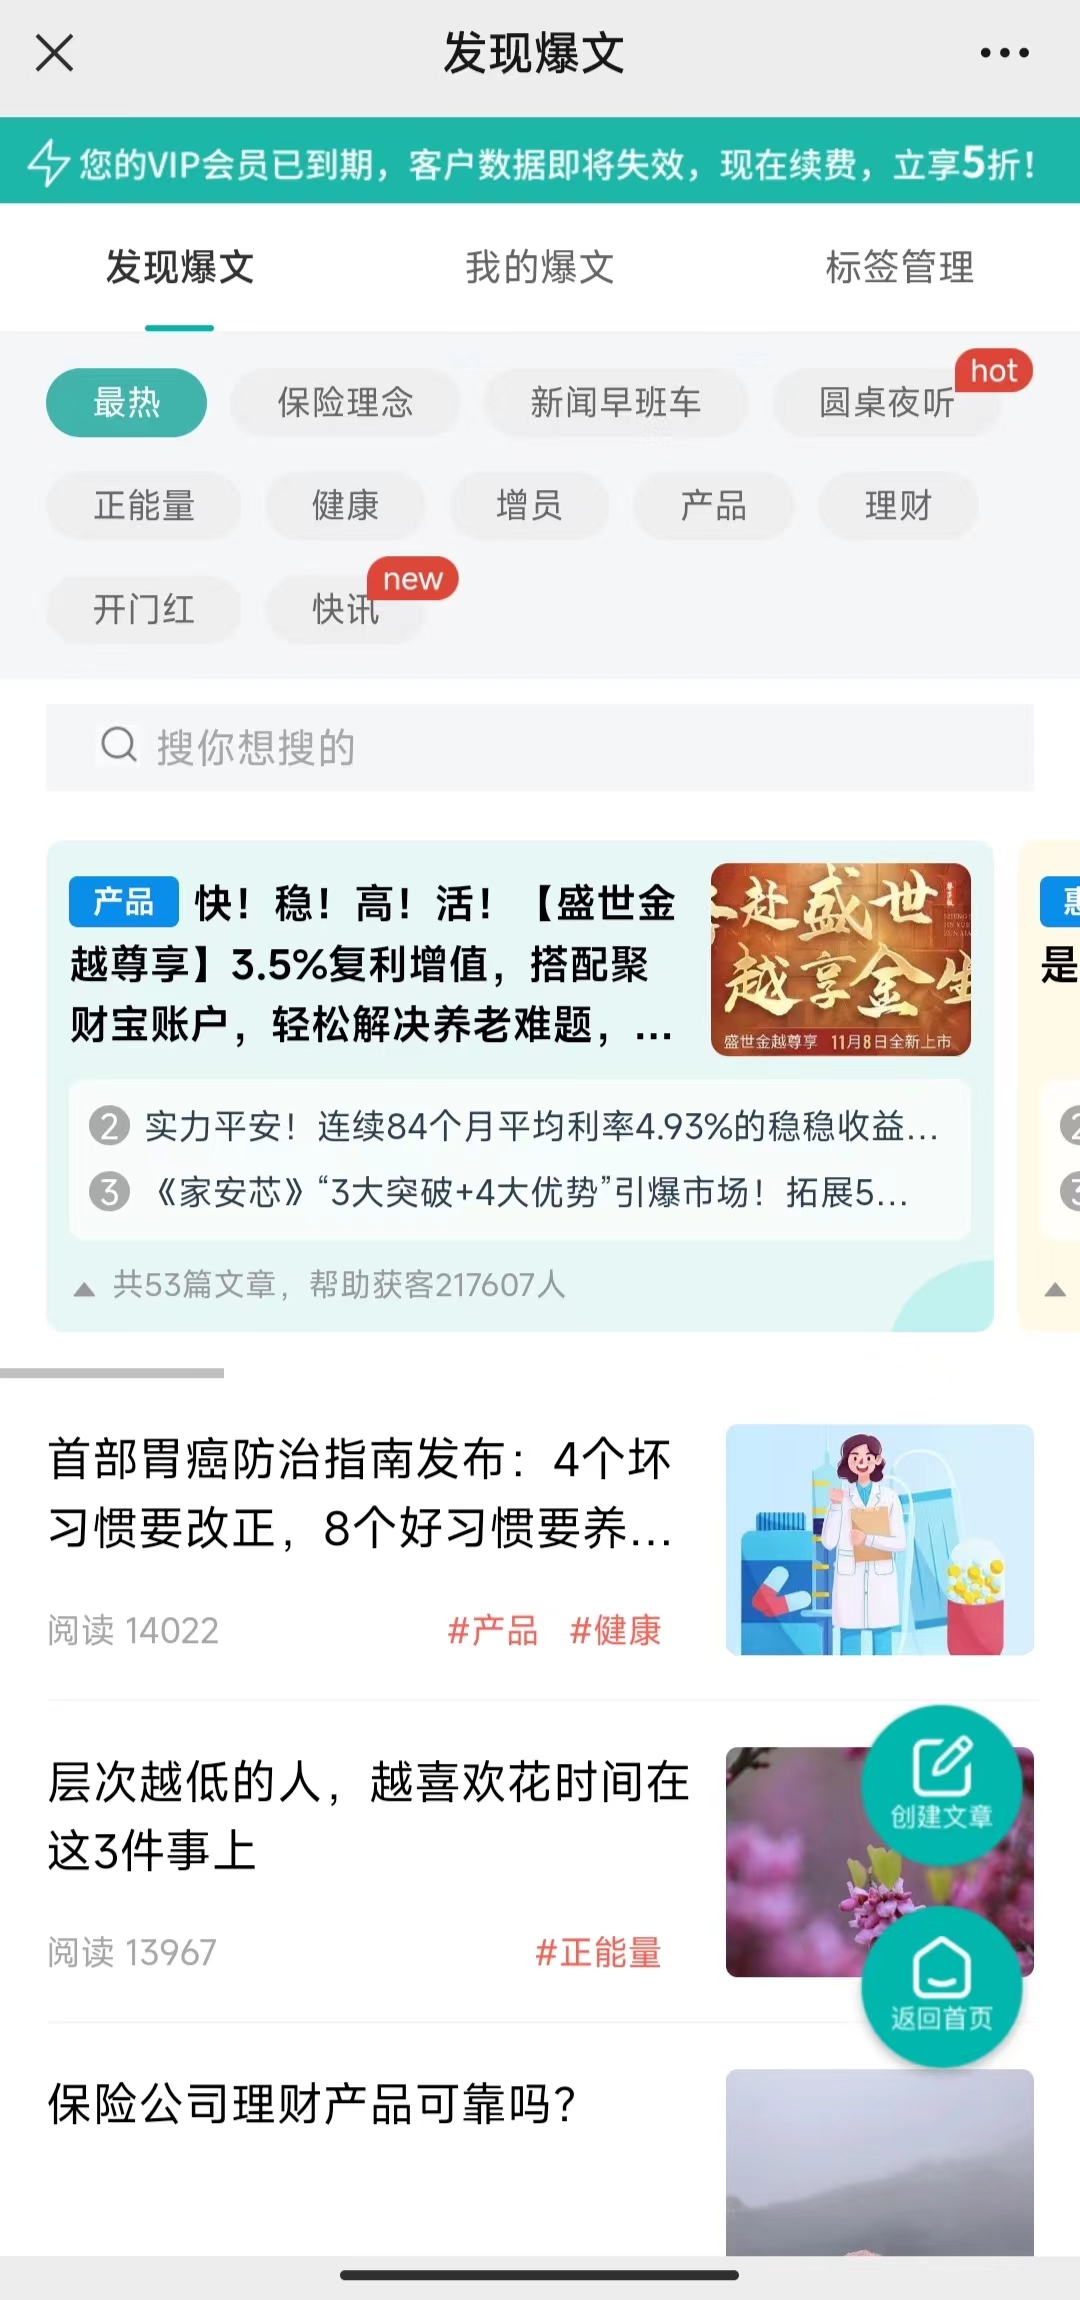 发现爆文
您的VIP会员已到期，客户数据即将失效，现在续费，立享5折！
发现爆文 我的爆文 标签管理
最热 保险理念 新闻早班车 圆桌夜听 hot
正能量 健康 增员 产品 理财
开门红 快讯 new
搜你想搜的
产品 快！稳！高！活！【盛世金
越尊享】3.5%复利增值，搭配聚
财宝账户，轻松解决养老难题，...
赴盛世
越享金生
盛世金越尊享 11月8日全新上市
是
2 实力平安！连续84个月平均利率4.93%的稳稳收益...
3 《家安芯》“3大突破+4大优势”引爆市场！拓展5...
共53篇文章，帮助获客217607人
首部胃癌防治指南发布：4个坏
习惯要改正，8个好习惯要养...
阅读 14022 #产品 #健康
层次越低的人，越喜欢花时间在
这3件事上
阅读 13967 #正能量
创建文章
返回首页
保险公司理财产品可靠吗？